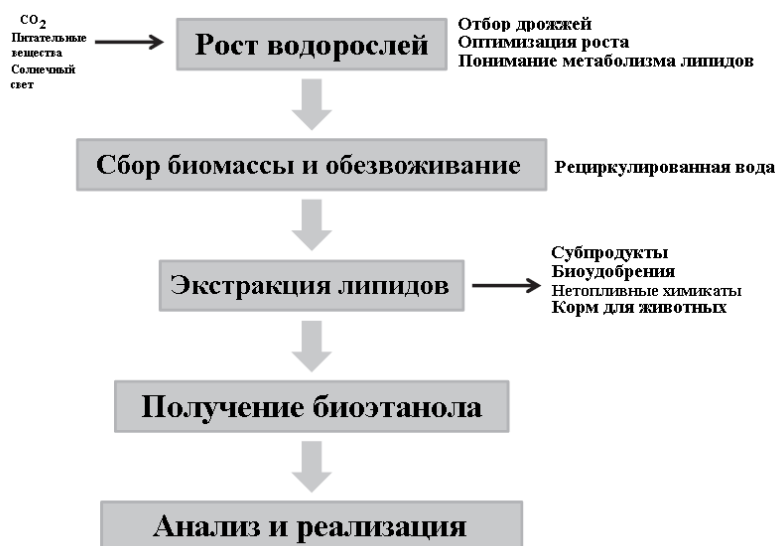 CO2
Питательные
вещества
Солнечный
свет
Рост водорослей
Отбор дрожжей
Оптимизация роста
Понимание метаболизма липидов
Сбор биомассы и обезвоживание
Рециркулированная вода
Экстракция липидов
Субпродукты
Биоудобрения
Нетопливные химикаты
Корм для животных
Получение биоэтанола
Анализ и реализация